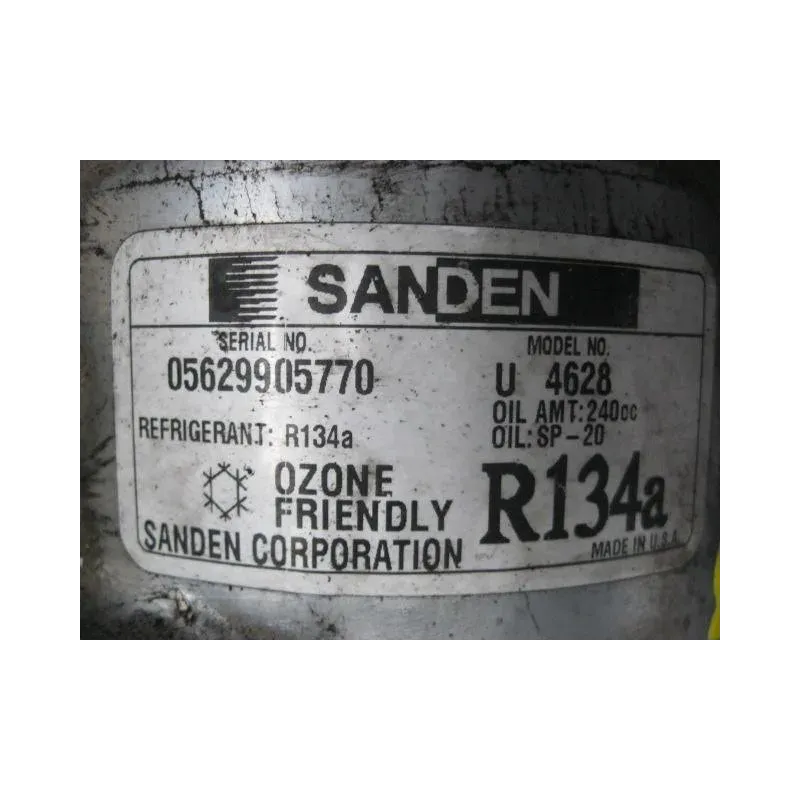 SANDEN
SERIAL NO. MODEL NO.
05629905770 U 4628
OIL AMT: 240cc
REFRIGERANT: R134a OIL: SP-20
OZONE
FRIENDLY R134a
SANDEN CORPORATION MADE IN U.S.A.